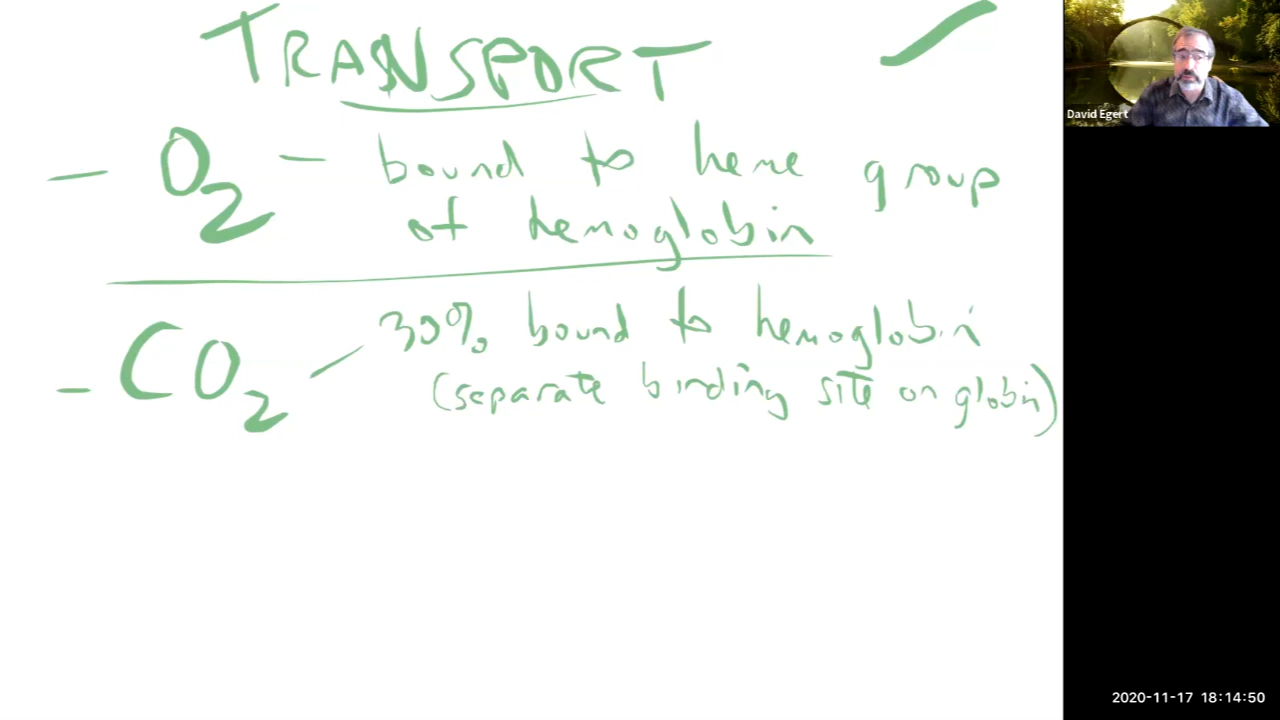 TRANSPORT
- O2 - bound to heme group
of hemoglobin
- CO2 - 30% bound to hemoglobin
(separate binding site on globin)
David Egert
2020-11-17 18:14:50